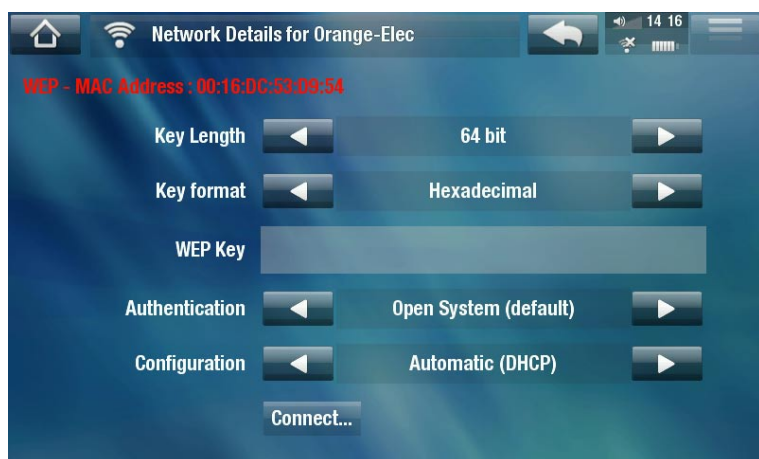 Network Details for Orange-Elec
14 16
WEP - MAC Address : 00:16:DC:53:D9:54
Key Length 64 bit
Key format Hexadecimal
WEP Key
Authentication Open System (default)
Configuration Automatic (DHCP)
Connect...